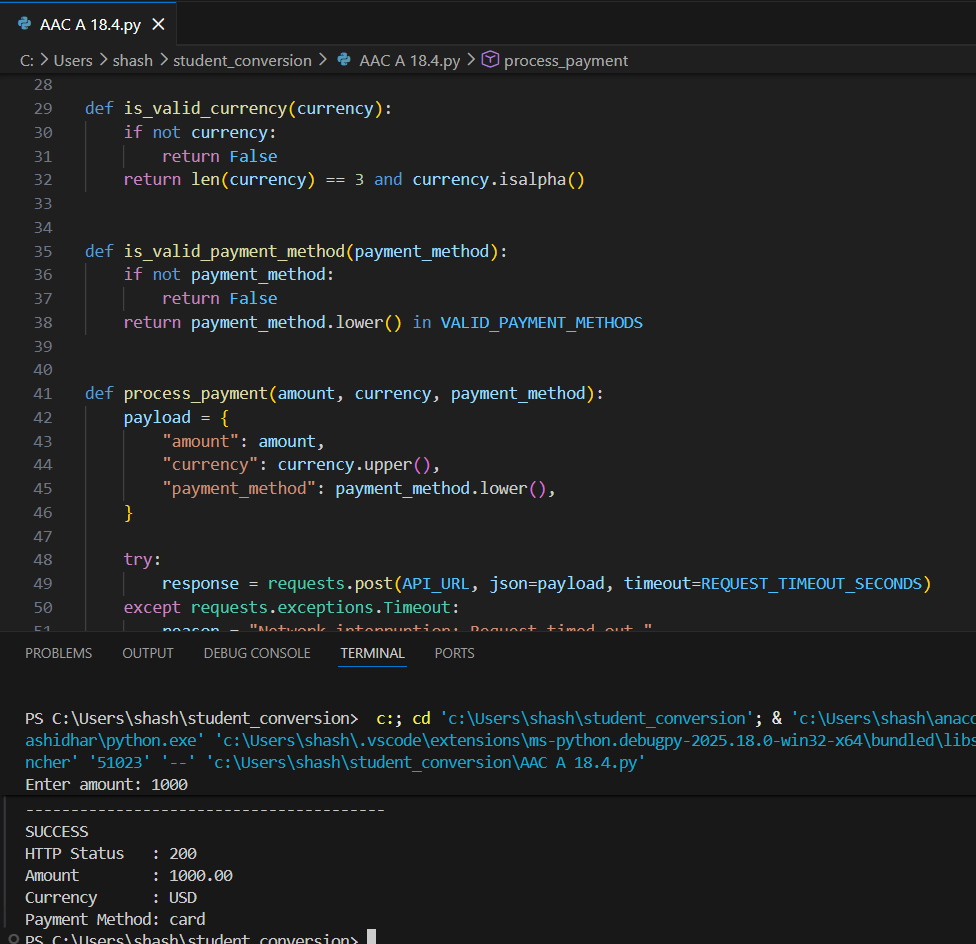 AAC A 18.4.py
C: > Users > shash > student_conversion > AAC A 18.4.py > process_payment
28
29 def is_valid_currency(currency):
30     if not currency:
31         return False
32     return len(currency) == 3 and currency.isalpha()
33
34
35 def is_valid_payment_method(payment_method):
36     if not payment_method:
37         return False
38     return payment_method.lower() in VALID_PAYMENT_METHODS
39
40
41 def process_payment(amount, currency, payment_method):
42     payload = {
43         "amount": amount,
44         "currency": currency.upper(),
45         "payment_method": payment_method.lower(),
46     }
47
48     try:
49         response = requests.post(API_URL, json=payload, timeout=REQUEST_TIMEOUT_SECONDS)
50     except requests.exceptions.Timeout:
51         reason = "Network interruption: Request timed out."
PROBLEMS OUTPUT DEBUG CONSOLE TERMINAL PORTS
PS C:\Users\shash\student_conversion>  c:; cd 'c:\Users\shash\student_conversion'; & 'c:\Users\shash\anaco
ashidhar\python.exe' 'c:\Users\shash\.vscode\extensions\ms-python.debugpy-2025.18.0-win32-x64\bundled\libs
ncher' '51023' '--' 'c:\Users\shash\student_conversion\AAC A 18.4.py'
Enter amount: 1000
----------------------------------------
SUCCESS
HTTP Status   : 200
Amount        : 1000.00
Currency      : USD
Payment Method: card
PS C:\Users\shash\student_conversion>